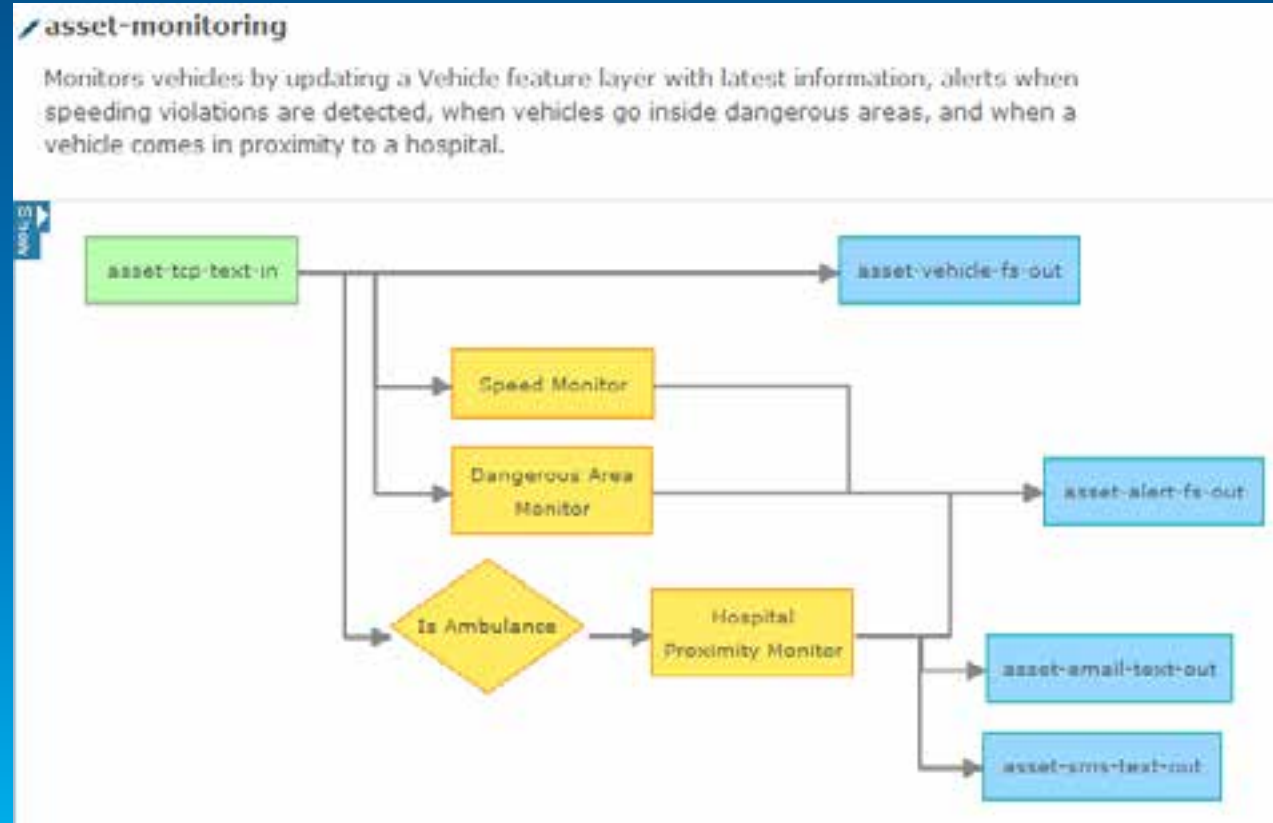 asset-monitoring
Monitors vehicles by updating a Vehicle feature layer with latest information, alerts when
speeding violations are detected, when vehicles go inside dangerous areas, and when a
vehicle comes in proximity to a hospital.
Show
asset-tcp-text-in
asset-vehicle-fs-out
Speed Monitor
Dangerous Area
Monitor
asset-alert-fs-out
Is Ambulance
Hospital
Proximity Monitor
asset-email-text-out
asset-sms-text-out